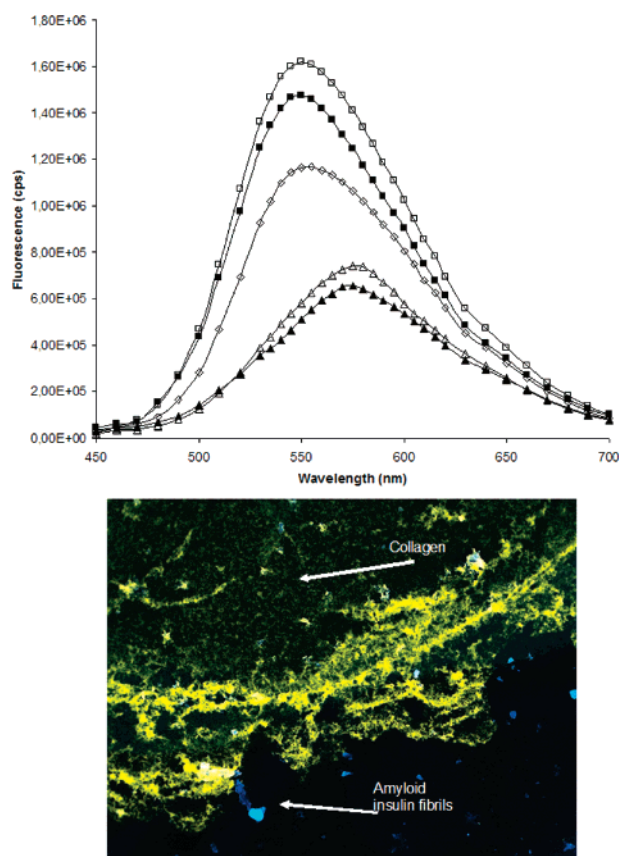 1,80E+06
1,60E+06
1,40E+06
1,20E+06
1,00E+06
8,00E+05
6,00E+05
4,00E+05
2,00E+05
0,00E+00
Fluorescence (cps)
450 500 550 600 650 700
Wavelength (nm)
Collagen
Amyloid
insulin fibrils